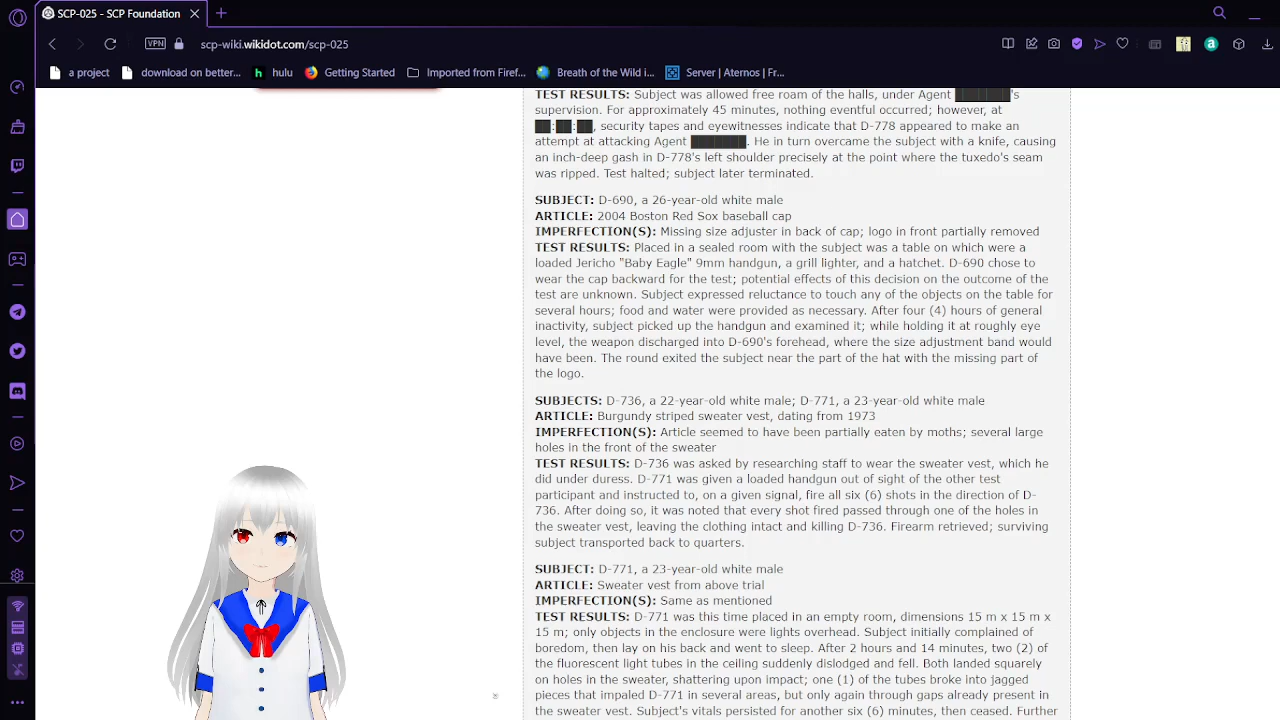 SCP-025 - SCP Foundation
VPN
scp-wiki.wikidot.com/scp-025
a project
download on better...
hulu
Getting Started
Imported from Firef...
Breath of the Wild i...
Server | Aternos | Fr...
TEST RESULTS: Subject was allowed free roam of the halls, under Agent ███████'s
supervision. For approximately 45 minutes, nothing eventful occurred; however, at
██:██:██, security tapes and eyewitnesses indicate that D-778 appeared to make an
attempt at attacking Agent ███████. He in turn overcame the subject with a knife, causing
an inch-deep gash in D-778's left shoulder precisely at the point where the tuxedo's seam
was ripped. Test halted; subject later terminated.
SUBJECT: D-690, a 26-year-old white male
ARTICLE: 2004 Boston Red Sox baseball cap
IMPERFECTION(S): Missing size adjuster in back of cap; logo in front partially removed
TEST RESULTS: Placed in a sealed room with the subject was a table on which were a
loaded Jericho "Baby Eagle" 9mm handgun, a grill lighter, and a hatchet. D-690 chose to
wear the cap backward for the test; potential effects of this decision on the outcome of the
test are unknown. Subject expressed reluctance to touch any of the objects on the table for
several hours; food and water were provided as necessary. After four (4) hours of general
inactivity, subject picked up the handgun and examined it; while holding it at roughly eye
level, the weapon discharged into D-690's forehead, where the size adjustment band would
have been. The round exited the subject near the part of the hat with the missing part of
the logo.
SUBJECTS: D-736, a 22-year-old white male; D-771, a 23-year-old white male
ARTICLE: Burgundy striped sweater vest, dating from 1973
IMPERFECTION(S): Article seemed to have been partially eaten by moths; several large
holes in the front of the sweater
TEST RESULTS: D-736 was asked by researching staff to wear the sweater vest, which he
did under duress. D-771 was given a loaded handgun out of sight of the other test
participant and instructed to, on a given signal, fire all six (6) shots in the direction of D-
736. After doing so, it was noted that every shot fired passed through one of the holes in
the sweater vest, leaving the clothing intact and killing D-736. Firearm retrieved; surviving
subject transported back to quarters.
SUBJECT: D-771, a 23-year-old white male
ARTICLE: Sweater vest from above trial
IMPERFECTION(S): Same as mentioned
TEST RESULTS: D-771 was this time placed in an empty room, dimensions 15 m x 15 m x
15 m; only objects in the enclosure were lights overhead. Subject initially complained of
boredom, then lay on his back and went to sleep. After 2 hours and 14 minutes, two (2) of
the fluorescent light tubes in the ceiling suddenly dislodged and fell. Both landed squarely
on holes in the sweater, shattering upon impact; one (1) of the tubes broke into jagged
pieces that impaled D-771 in several areas, but only again through gaps already present in
the sweater vest. Subject's vitals persisted for another six (6) minutes, then ceased. Further